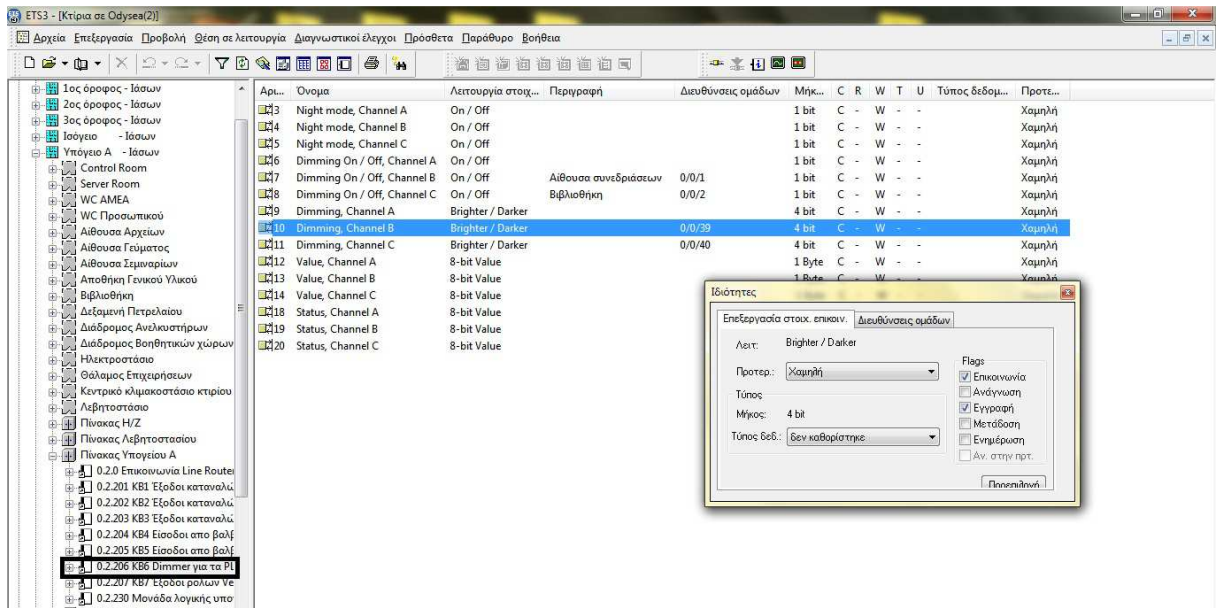 ETS3 - [Κτίρια σε Odysea(2)]
Αρχεία Επεξεργασία Προβολή Θέση σε λειτουργία Διαγνωστικοί έλεγχοι Πρόσθετα Παράθυρο Βοήθεια
1ος όροφος - Ιάσων
2ος όροφος - Ιάσων
3ος όροφος - Ιάσων
Ισόγειο - Ιάσων
Υπόγειο Α - Ιάσων
Control Room
Server Room
WC ΑΜΕΑ
WC Προσωπικού
Αίθουσα Αρχείων
Αίθουσα Γεύματος
Αίθουσα Σεμιναρίων
Αποθήκη Γενικού Υλικού
Βιβλιοθήκη
Δεξαμενή Πετρελαίου
Διάδρομος Ανελκυστήρων
Διάδρομος Βοηθητικών χώρων
Ηλεκτροστάσιο
Θάλαμος Επιχειρήσεων
Κεντρικό κλιμακοστάσιο κτιρίου
Λεβητοστάσιο
Πίνακας Η/Ζ
Πίνακας Λεβητοστασίου
Πίνακας Υπογείου Α
0.2.0 Επικοινωνία Line Router
0.2.201 KB1 Έξοδοι καταναλώ
0.2.202 KB2 Έξοδοι καταναλώ
0.2.203 KB3 Έξοδοι καταναλώ
0.2.204 KB4 Είσοδοι απο βαλβ
0.2.205 KB5 Είσοδοι απο βαλβ
0.2.206 KB6 Dimmer για τα PL
0.2.207 KB7 Έξοδοι ρολων Ve
0.2.230 Μονάδα λογικής υπο
Αρι... Όνομα Λειτουργία στοιχ... Περιγραφή Διευθύνσεις ομάδων Μήκ... C R W T U Τύπος δεδομ... Προτε...
3 Night mode, Channel A On / Off 1 bit C - W - - Χαμηλή
4 Night mode, Channel B On / Off 1 bit C - W - - Χαμηλή
5 Night mode, Channel C On / Off 1 bit C - W - - Χαμηλή
6 Dimming On / Off, Channel A On / Off 1 bit C - W - - Χαμηλή
7 Dimming On / Off, Channel B On / Off Αίθουσα συνεδριάσεων 0/0/1 1 bit C - W - - Χαμηλή
8 Dimming On / Off, Channel C On / Off Βιβλιοθήκη 0/0/2 1 bit C - W - - Χαμηλή
9 Dimming, Channel A Brighter / Darker 4 bit C - W - - Χαμηλή
10 Dimming, Channel B Brighter / Darker 0/0/39 4 bit C - W - - Χαμηλή
11 Dimming, Channel C Brighter / Darker 0/0/40 4 bit C - W - - Χαμηλή
12 Value, Channel A 8-bit Value 1 Byte C - W - - Χαμηλή
13 Value, Channel B 8-bit Value 1 Byte C - W - - Χαμηλή
14 Value, Channel C 8-bit Value
18 Status, Channel A 8-bit Value
19 Status, Channel B 8-bit Value
20 Status, Channel C 8-bit Value
Ιδιότητες
Επεξεργασία στοιχ. επικοιν. Διευθύνσεις ομάδων
Λειτ: Brighter / Darker
Προτερ.: Χαμηλή
Τύπος
Μήκος: 4 bit
Τύπος δεδ.: δεν καθορίστηκε
Flags
Επικοινωνία
Ανάγνωση
Εγγραφή
Μετάδοση
Ενημέρωση
Αν. στην πρτ.
Προεπιλογή